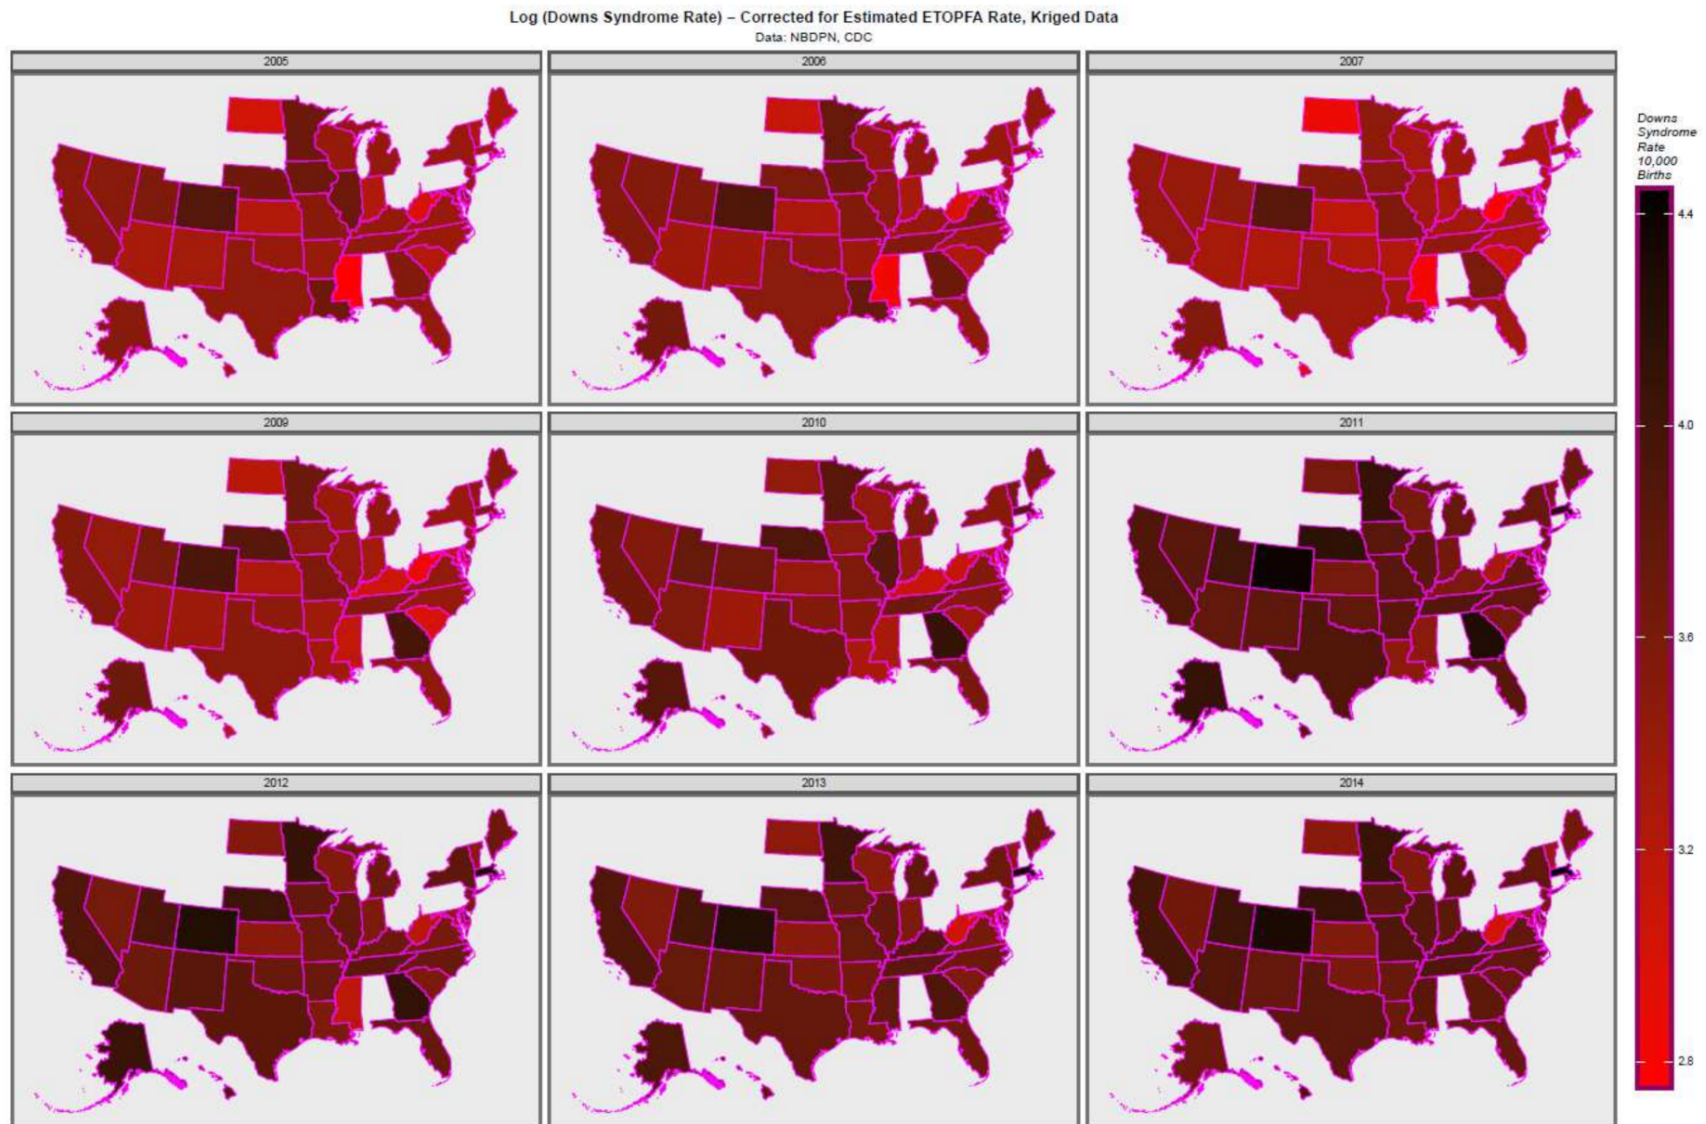 Log (Downs Syndrome Rate) – Corrected for Estimated ETOPFA Rate, Kriged Data
Data: NBDPN, CDC
2005
2006
2007
Downs
Syndrome
Rate
10,000
Births
4.4
4.0
3.6
3.2
2.8
2009
2010
2011
2012
2013
2014